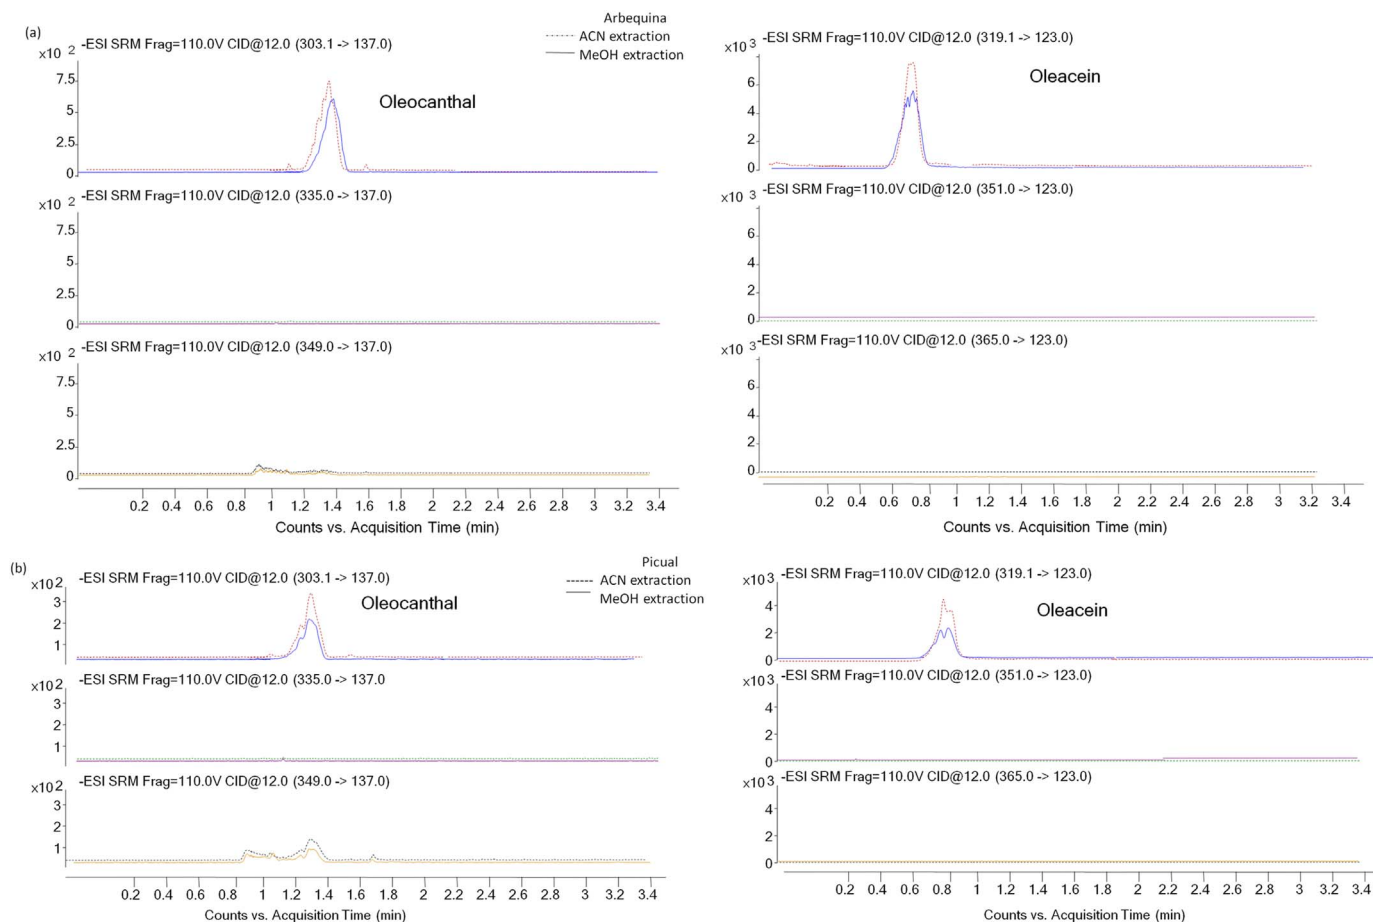 (a)
Arbequina
ACN extraction
MeOH extraction
-ESI SRM Frag=110.0V CID@12.0 (303.1 -> 137.0)
x10 2
7.5
5
2.5
0
Oleocanthal
-ESI SRM Frag=110.0V CID@12.0 (335.0 -> 137.0)
x10 2
7.5
5
2.5
0
-ESI SRM Frag=110.0V CID@12.0 (349.0 -> 137.0)
x10 2
7.5
5
2.5
0
0.2 0.4 0.6 0.8 1 1.2 1.4 1.6 1.8 2 2.2 2.4 2.6 2.8 3 3.2 3.4
Counts vs. Acquisition Time (min)
-ESI SRM Frag=110.0V CID@12.0 (319.1 -> 123.0)
x10 3
8
6
4
2
0
Oleacein
-ESI SRM Frag=110.0V CID@12.0 (351.0 -> 123.0)
x10 3
6
4
2
0
-ESI SRM Frag=110.0V CID@12.0 (365.0 -> 123.0)
x10 3
6
4
2
0
0.2 0.4 0.6 0.8 1 1.2 1.4 1.6 1.8 2 2.2 2.4 2.6 2.8 3 3.2 3.4
Counts vs. Acquisition Time (min)
(b)
Picual
ACN extraction
MeOH extraction
-ESI SRM Frag=110.0V CID@12.0 (303.1 -> 137.0)
x10 2
3
2
1
Oleocanthal
-ESI SRM Frag=110.0V CID@12.0 (335.0 -> 137.0
x10 2
3
2
1
-ESI SRM Frag=110.0V CID@12.0 (349.0 -> 137.0)
x10 2
3
2
1
0.2 0.4 0.6 0.8 1 1.2 1.4 1.6 1.8 2 2.2 2.4 2.6 2.8 3 3.2 3.4
Counts vs. Acquisition Time (min)
-ESI SRM Frag=110.0V CID@12.0 (319.1 -> 123.0)
x10 3
4
2
0
Oleacein
-ESI SRM Frag=110.0V CID@12.0 (351.0 -> 123.0)
x10 3
4
2
0
-ESI SRM Frag=110.0V CID@12.0 (365.0 -> 123.0)
x10 3
4
2
0
0.2 0.4 0.6 0.8 1 1.2 1.4 1.6 1.8 2 2.2 2.4 2.6 2.8 3 3.2 3.4
Counts vs. Acquisition Time (min)